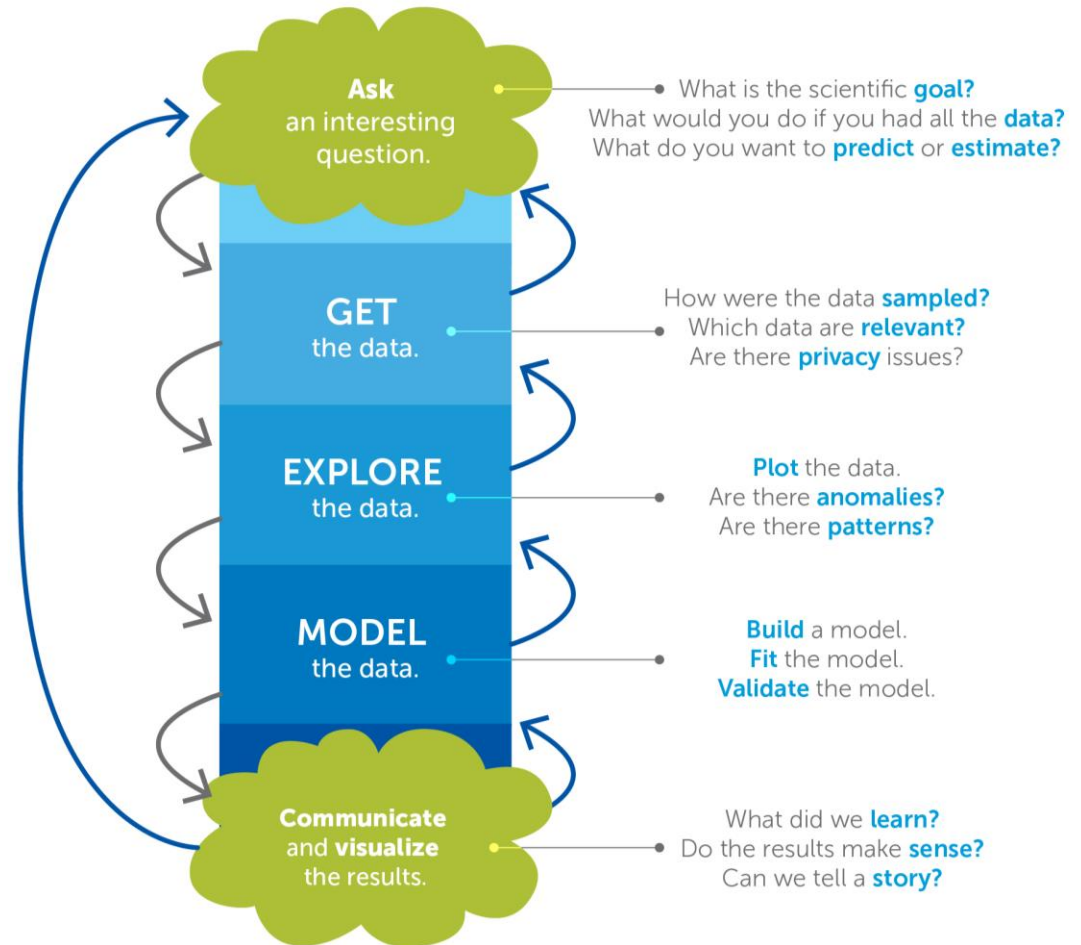 Ask
an interesting
question.
What is the scientific goal?
What would you do if you had all the data?
What do you want to predict or estimate?
GET
the data.
How were the data sampled?
Which data are relevant?
Are there privacy issues?
EXPLORE
the data.
Plot the data.
Are there anomalies?
Are there patterns?
MODEL
the data.
Build a model.
Fit the model.
Validate the model.
Communicate
and visualize
the results.
What did we learn?
Do the results make sense?
Can we tell a story?